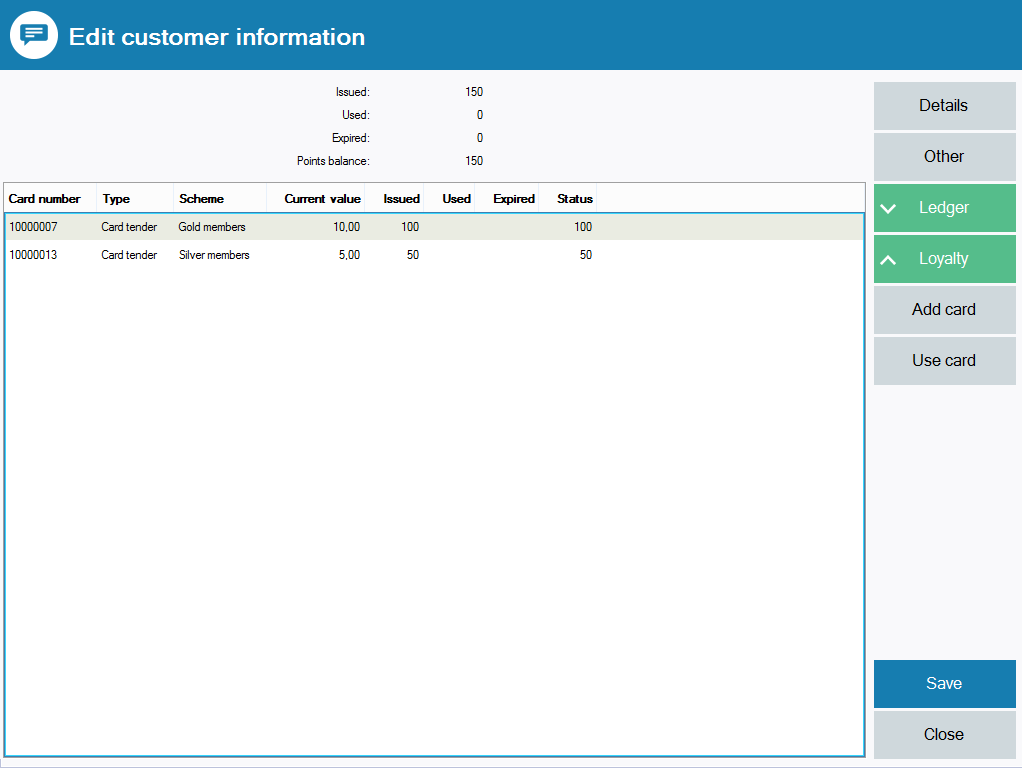 Edit customer information
Issued: 150
Used: 0
Expired: 0
Points balance: 150
Card number Type Scheme Current value Issued Used Expired Status
10000007 Card tender Gold members 10,00 100 100
10000013 Card tender Silver members 5,00 50 50
Details
Other
Ledger
Loyalty
Add card
Use card
Save
Close